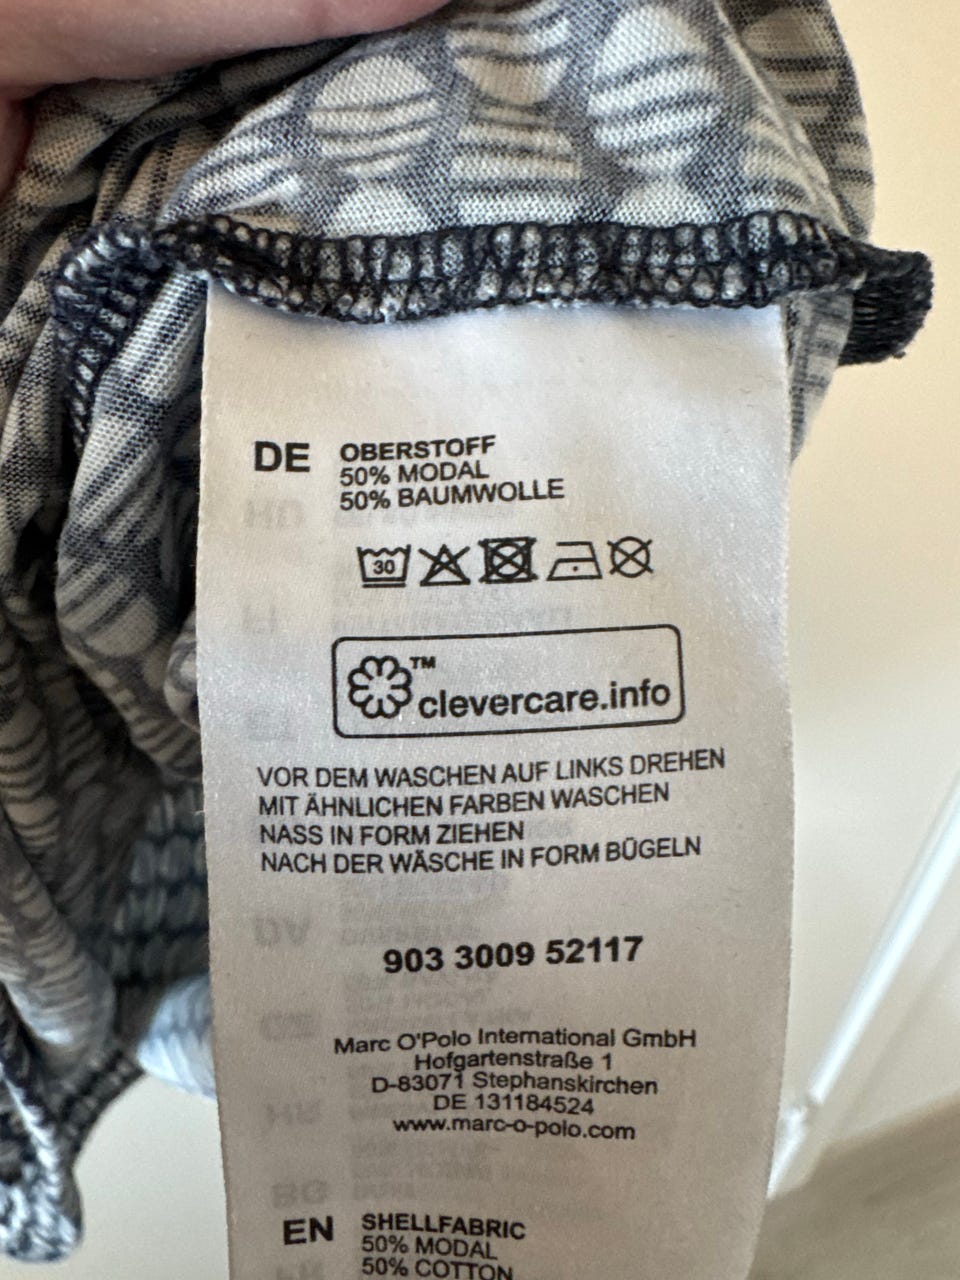 DE OBERSTOFF
50% MODAL
50% BAUMWOLLE
30
™
clevercare.info
VOR DEM WASCHEN AUF LINKS DREHEN
MIT ÄHNLICHEN FARBEN WASCHEN
NASS IN FORM ZIEHEN
NACH DER WÄSCHE IN FORM BÜGELN
903 3009 52117
Marc O'Polo International GmbH
Hofgartenstraße 1
D-83071 Stephanskirchen
DE 131184524
www.marc-o-polo.com
EN SHELLFABRIC
50% MODAL
50% COTTON